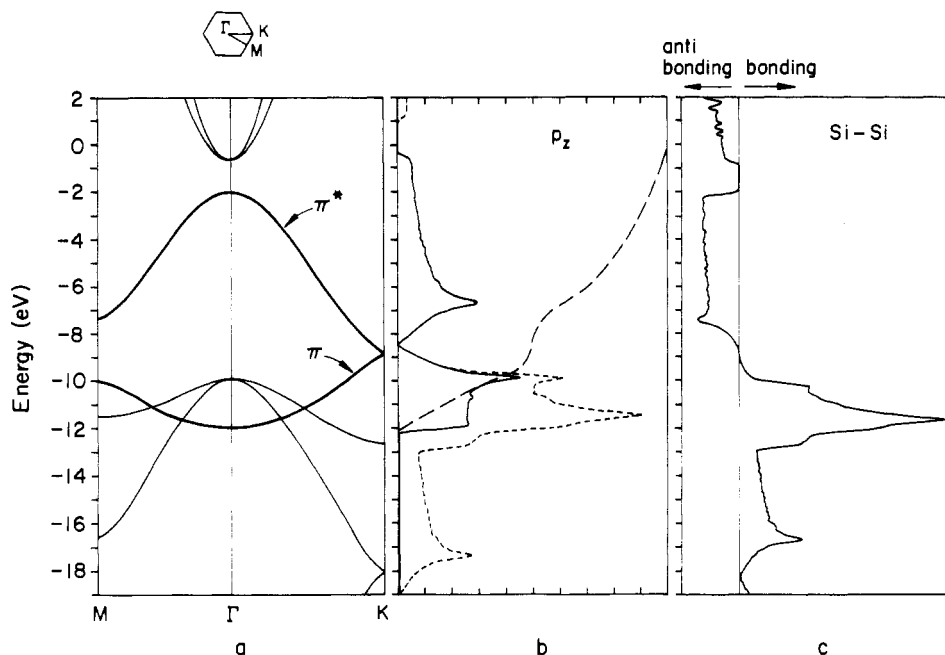 Γ
K
M
anti
bonding
bonding
2
0
-2
-4
-6
-8
-10
-12
-14
-16
-18
Energy (eV)
π*
π
p_z
Si-Si
M
Γ
K
a
b
c